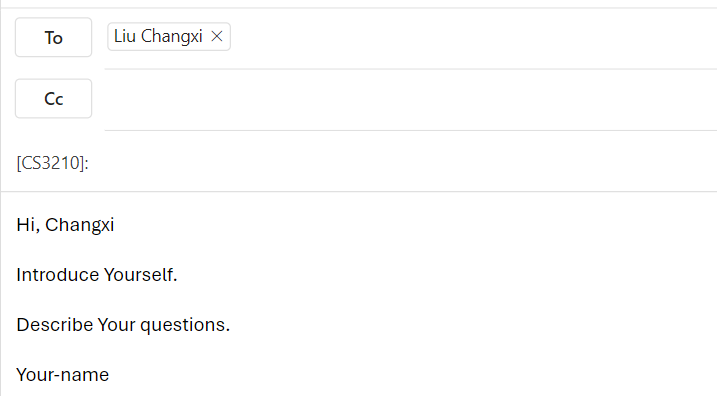 To
Liu Changxi
Cc
[CS3210]:
Hi, Changxi
Introduce Yourself.
Describe Your questions.
Your-name